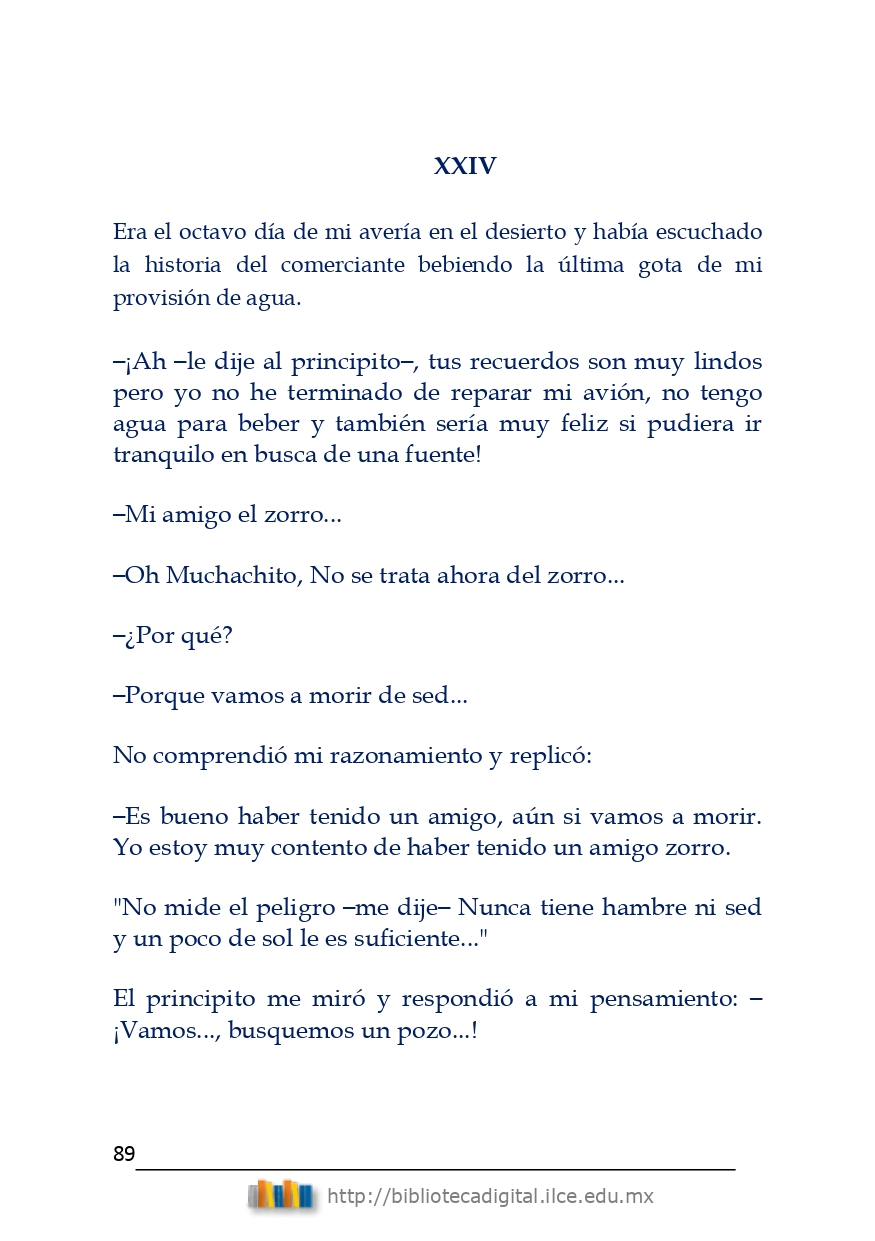 XXIV
Era el octavo día de mi avería en el desierto y había escuchado
la historia del comerciante bebiendo la última gota de mi
provisión de agua.
–¡Ah –le dije al principito–, tus recuerdos son muy lindos
pero yo no he terminado de reparar mi avión, no tengo
agua para beber y también sería muy feliz si pudiera ir
tranquilo en busca de una fuente!
–Mi amigo el zorro...
–Oh Muchachito, No se trata ahora del zorro...
–¿Por qué?
–Porque vamos a morir de sed...
No comprendió mi razonamiento y replicó:
–Es bueno haber tenido un amigo, aún si vamos a morir.
Yo estoy muy contento de haber tenido un amigo zorro.
"No mide el peligro –me dije– Nunca tiene hambre ni sed
y un poco de sol le es suficiente..."
El principito me miró y respondió a mi pensamiento: –
¡Vamos..., busquemos un pozo...!
89
http://bibliotecadigital.ilce.edu.mx